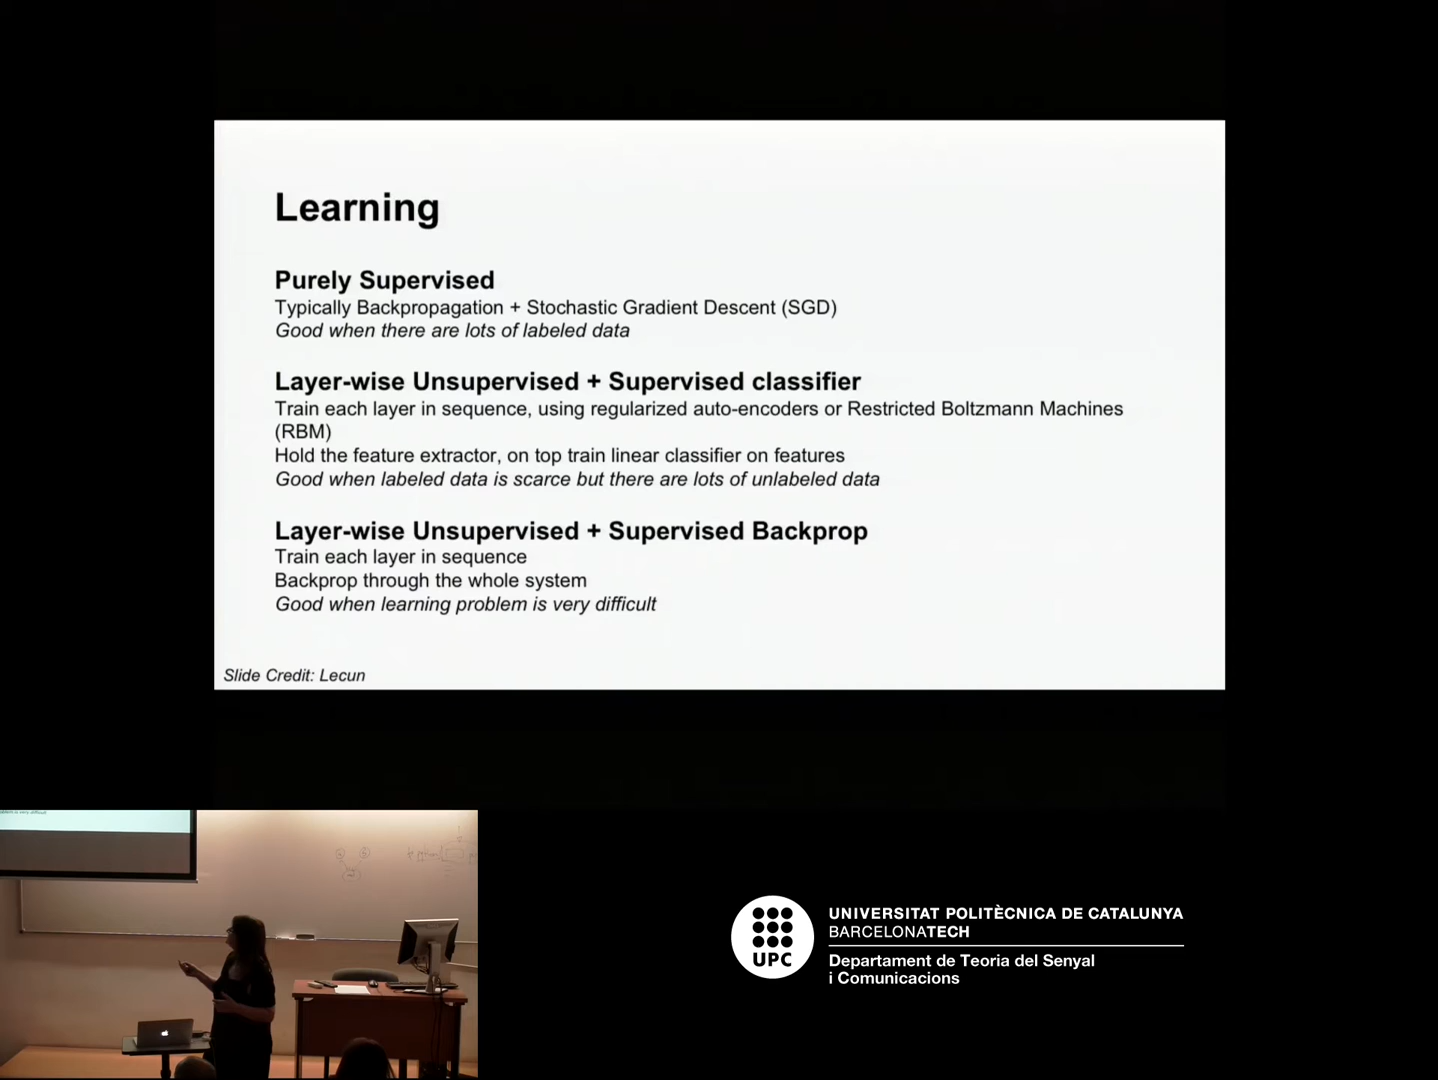 Learning
Purely Supervised
Typically Backpropagation + Stochastic Gradient Descent (SGD)
Good when there are lots of labeled data
Layer-wise Unsupervised + Supervised classifier
Train each layer in sequence, using regularized auto-encoders or Restricted Boltzmann Machines
(RBM)
Hold the feature extractor, on top train linear classifier on features
Good when labeled data is scarce but there are lots of unlabeled data
Layer-wise Unsupervised + Supervised Backprop
Train each layer in sequence
Backprop through the whole system
Good when learning problem is very difficult
Slide Credit: Lecun
UPC
UNIVERSITAT POLITÈCNICA DE CATALUNYA
BARCELONATECH
Departament de Teoria del Senyal
i Comunicacions